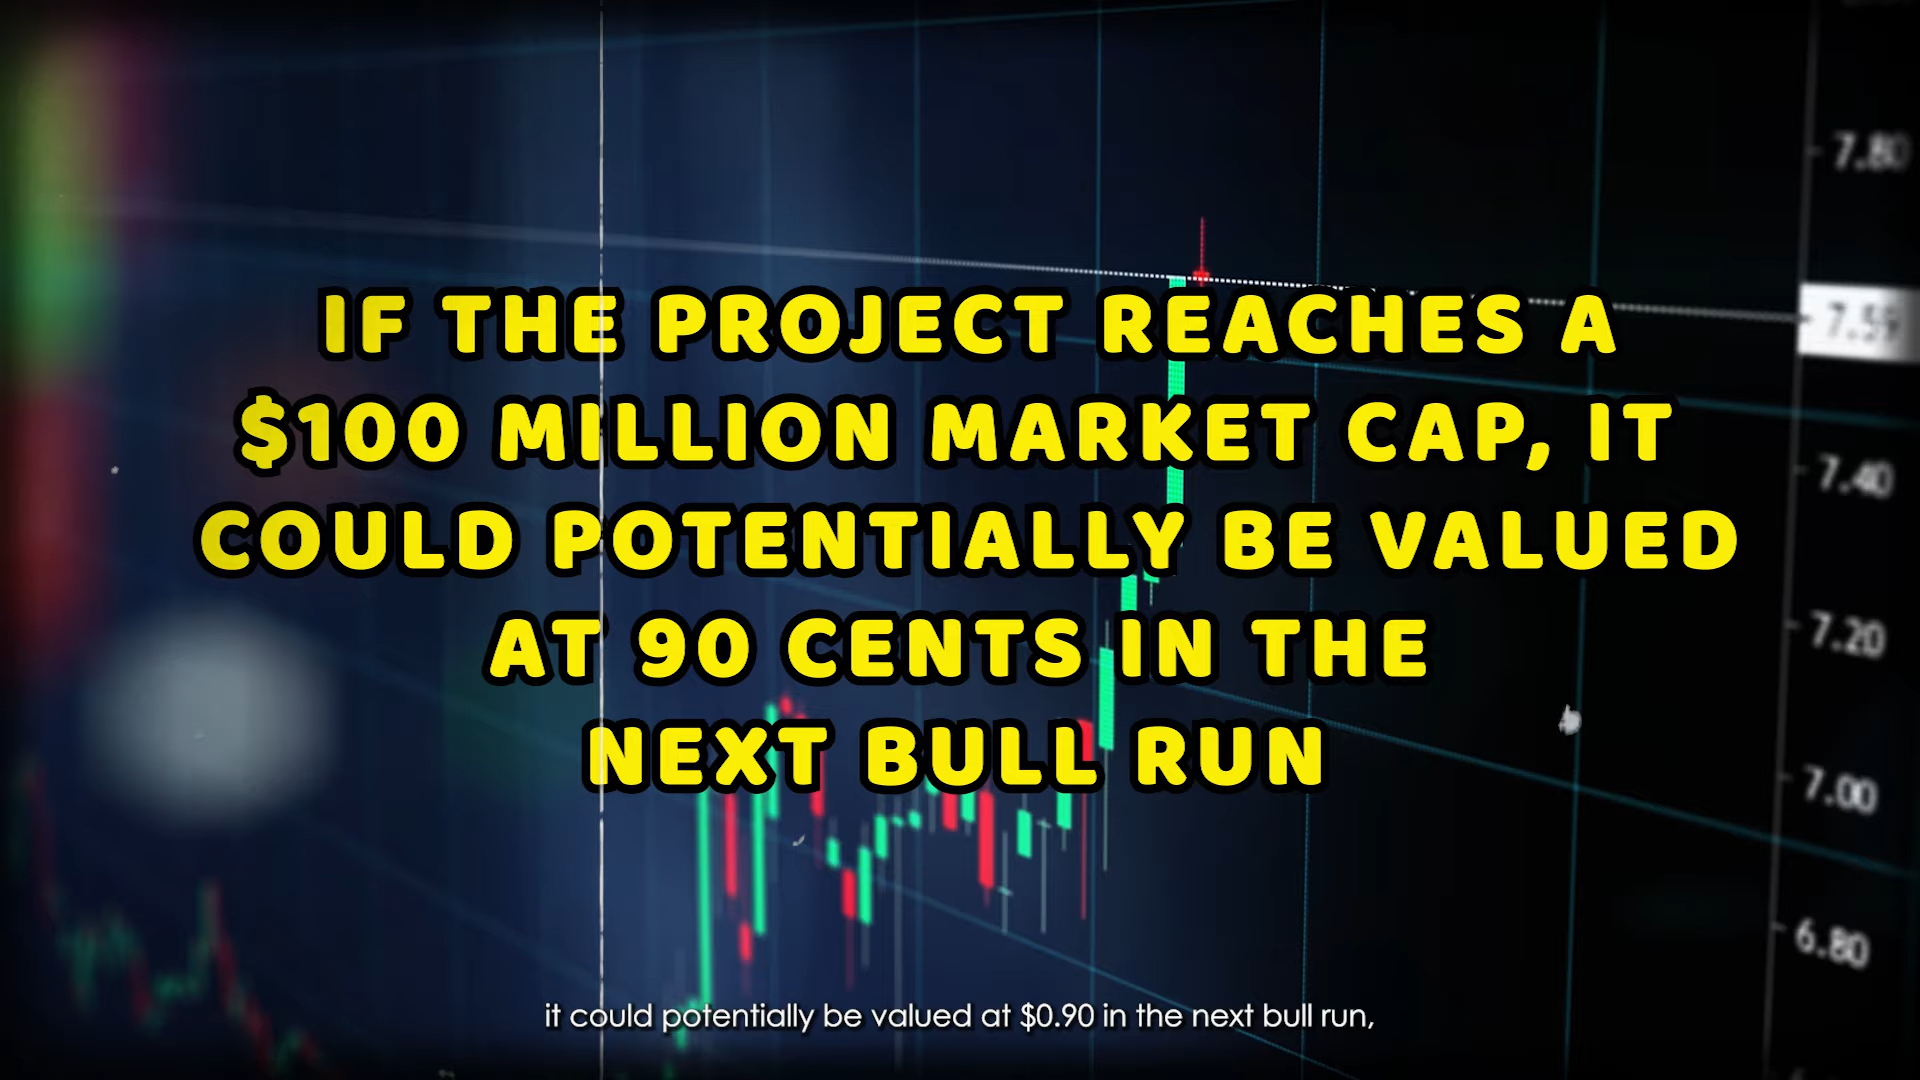 7.80
IF THE PROJECT REACHES A
$100 MILLION MARKET CAP, IT
COULD POTENTIALLY BE VALUED
AT 90 CENTS IN THE
NEXT BULL RUN
7.40
7.20
7.00
6.80
it could potentially be valued at $0.90 in the next bull run,